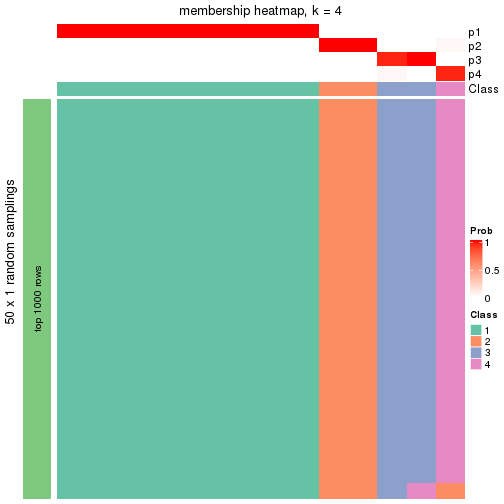 membership heatmap, k = 4
p1
p2
p3
p4
Class
50 x 1 random samplings
top 1000 rows
Prob
1
0.5
0
Class
1
2
3
4